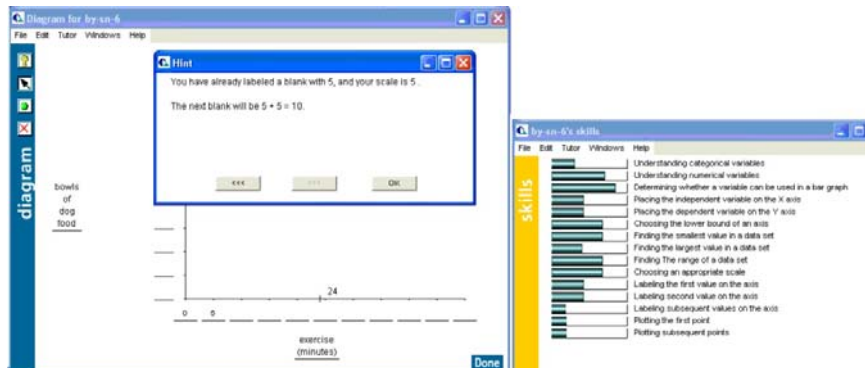 Diagram for by-sn-6
File Edit Tutor Windows Help
Hint
You have already labeled a blank with 5, and your scale is 5 .
The next blank will be 5 + 5 = 10.
<<<
>>>
OK
diagram
bowls
of
dog
food
24
0 5
exercise
(minutes)
Done
by-sn-6's skills
File Edit Tutor Windows Help
skills
Understanding categorical variables
Understanding numerical variables
Determining whether a variable can be used in a bar graph
Placing the independent variable on the X axis
Placing the dependent variable on the Y axis
Choosing the lower bound of an axis
Finding the smallest value in a data set
Finding the largest value in a data set
Finding The range of a data set
Choosing an appropriate scale
Labeling the first value on the axis
Labeling second value on the axis
Labeling subsequent values on the axis
Plotting the first point
Plotting subsequent points